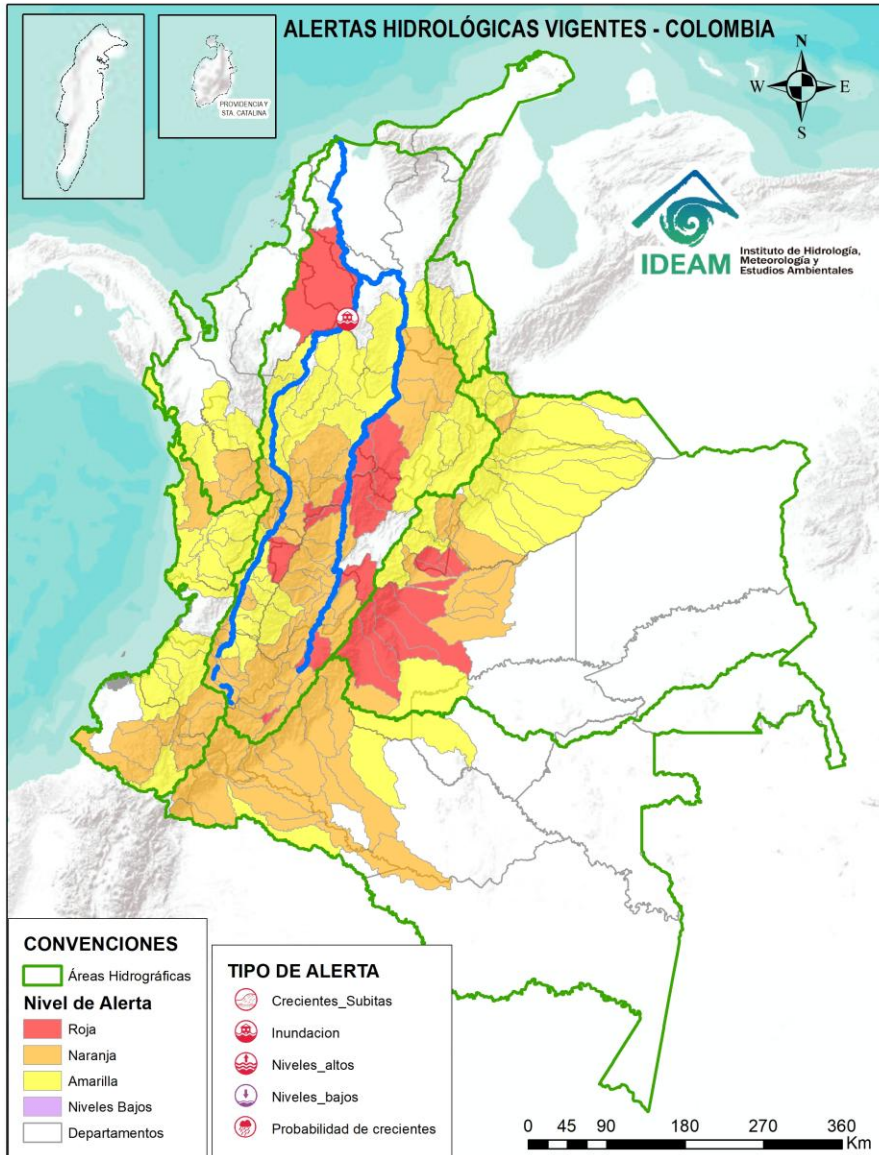 ALERTAS HIDROLÓGICAS VIGENTES - COLOMBIA
PROVIDENCIA Y
STA. CATALINA
N
W
E
S
IDEAM
Instituto de Hidrología,
Meteorología y
Estudios Ambientales
CONVENCIONES
Áreas Hidrográficas
Nivel de Alerta
Roja
Naranja
Amarilla
Niveles Bajos
Departamentos
TIPO DE ALERTA
Crecientes_Subitas
Inundacion
Niveles_altos
Niveles_bajos
Probabilidad de crecientes
0 45 90 180 270 360
Km